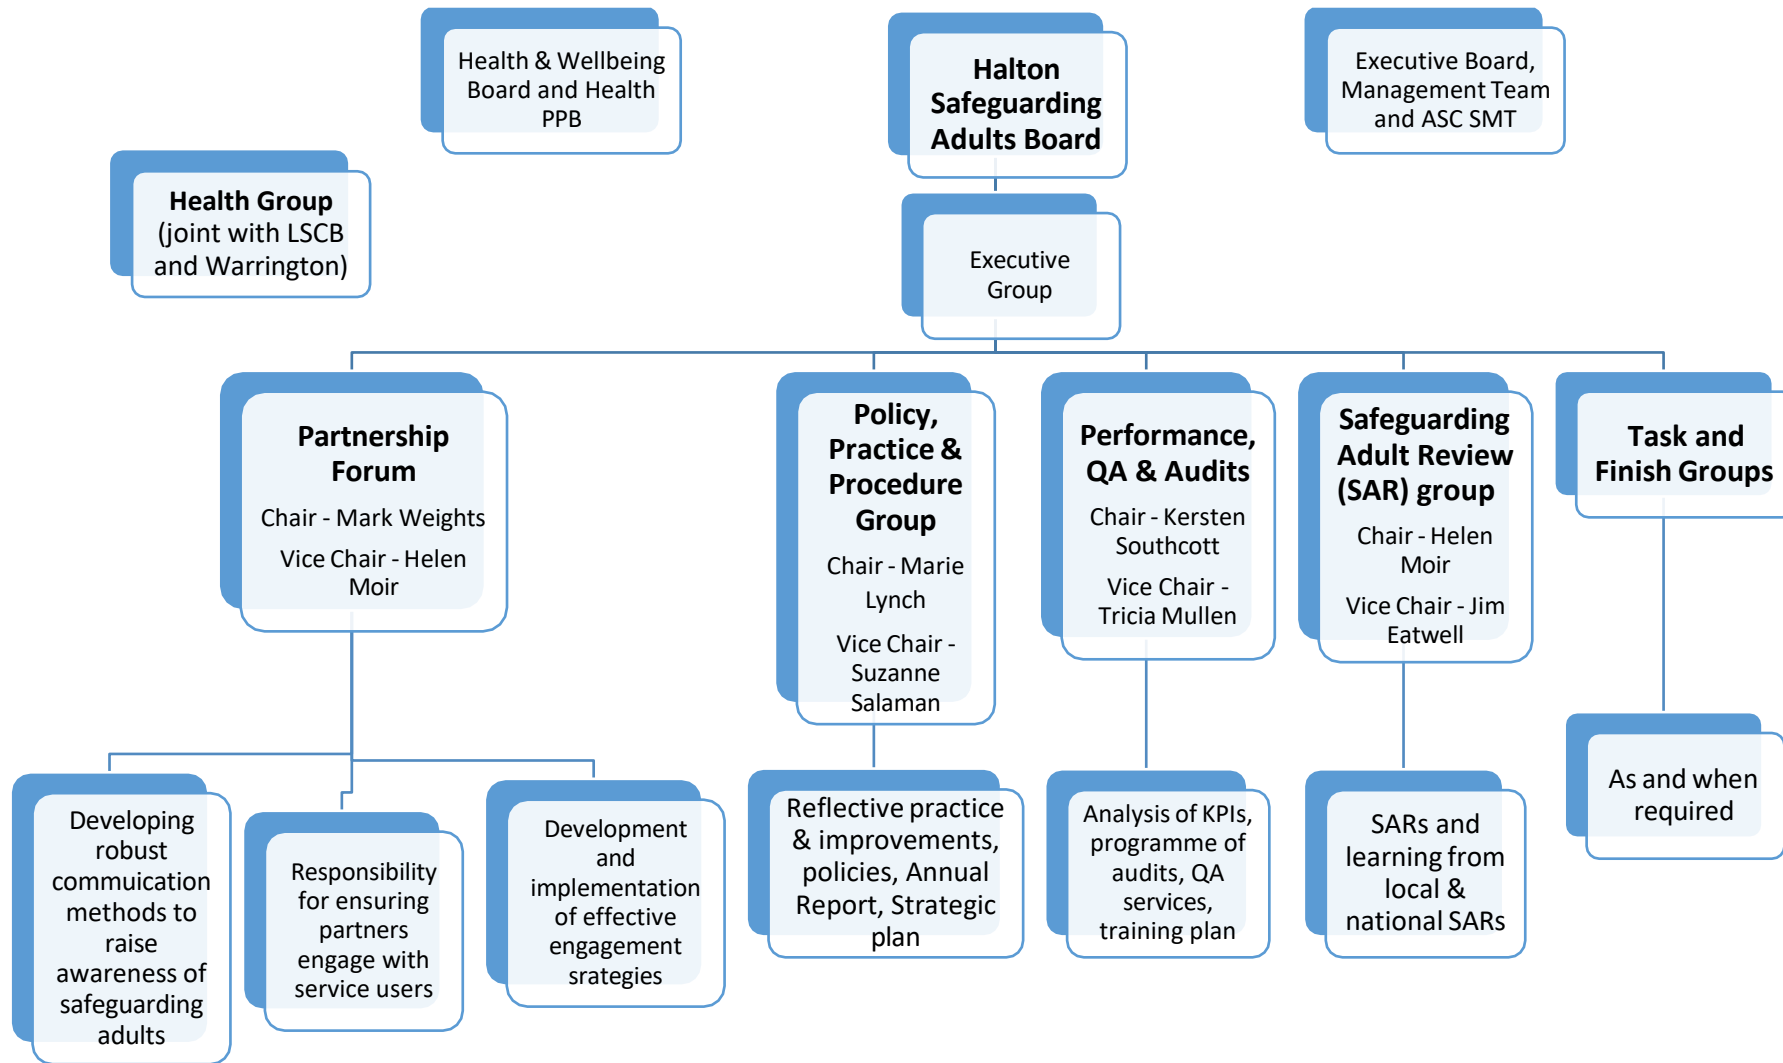 Health & Wellbeing
Board and Health
PPB
Halton
Safeguarding
Adults Board
Executive Board,
Management Team
and ASC SMT
Health Group
(joint with LSCB
and Warrington)
Executive
Group
Partnership
Forum
Chair - Mark Weights
Vice Chair - Helen
Moir
Policy,
Practice &
Procedure
Group
Chair - Marie
Lynch
Vice Chair -
Suzanne
Salaman
Performance,
QA & Audits
Chair - Kersten
Southcott
Vice Chair -
Tricia Mullen
Safeguarding
Adult Review
(SAR) group
Chair - Helen
Moir
Vice Chair - Jim
Eatwell
Task and
Finish Groups
Developing
robust
commuication
methods to
raise
awareness of
safeguarding
adults
Responsibility
for ensuring
partners
engage with
service users
Development
and
implementation
of effective
engagement
srategies
Reflective practice
& improvements,
policies, Annual
Report, Strategic
plan
Analysis of KPIs,
programme of
audits, QA
services,
training plan
SARs and
learning from
local &
national SARs
As and when
required